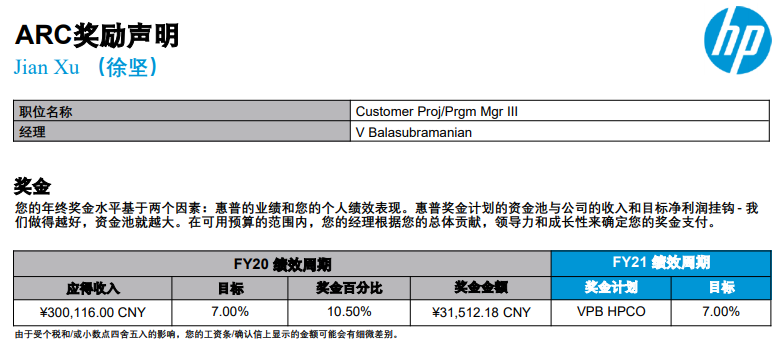 ARC奖励声明
hp
Jian Xu （徐坚）
职位名称 Customer Proj/Prgm Mgr III
经理 V Balasubramanian
奖金
您的年终奖金水平基于两个因素：惠普的业绩和您的个人绩效表现。惠普奖金计划的资金池与公司的收入和目标净利润挂钩 - 我
们做得越好，资金池就越大。在可用预算的范围内，您的经理根据您的总体贡献，领导力和成长性来确定您的奖金支付。
FY20 绩效周期 FY21 绩效周期
应得收入 目标 奖金百分比 奖金金额 奖金计划 目标
¥300,116.00 CNY 7.00% 10.50% ¥31,512.18 CNY VPB HPCO 7.00%
由于受个税和/或小数点四舍五入的影响，您的工资条/确认信上显示的金额可能会有细微差别。